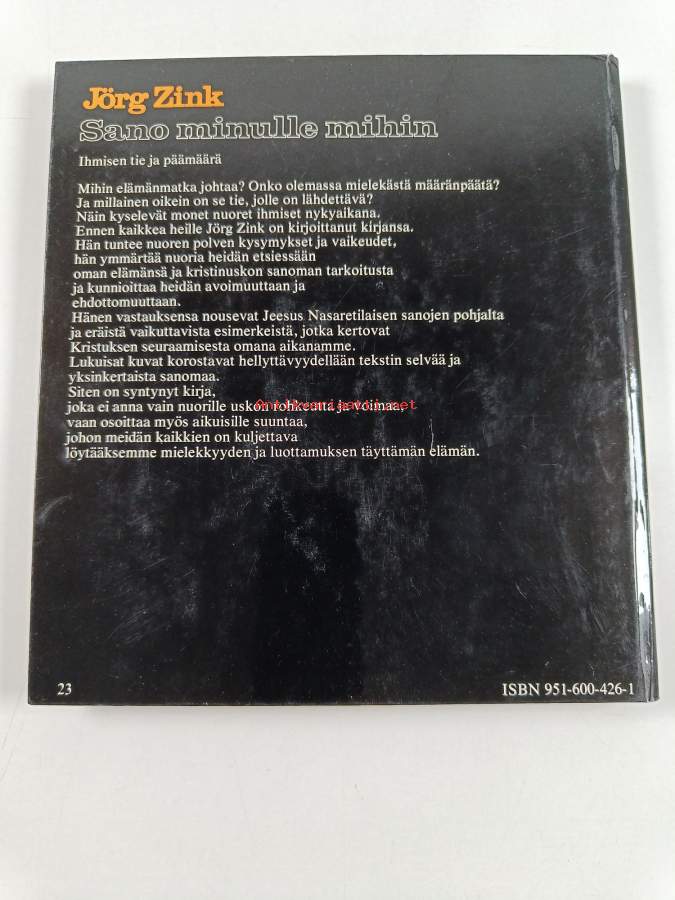 Jörg Zink
Sano minulle mihin
Ihmisen tie ja päämäärä
Mihin elämänmatka johtaa? Onko olemassa mielekästä määränpäätä?
Ja millainen oikein on se tie, jolle on lähdettävä?
Näin kyselevät monet nuoret ihmiset nykyaikana.
Ennen kaikkea heille Jörg Zink on kirjoittanut kirjansa.
Hän tuntee nuoren polven kysymykset ja vaikeudet,
hän ymmärtää nuoria heidän etsiessään
oman elämänsä ja kristinuskon sanoman tarkoitusta
ja kunnioittaa heidän avoimuuttaan ja
ehdottomuuttaan.
Hänen vastauksensa nousevat Jeesus Nasaretilaisen sanojen pohjalta
ja eräistä vaikuttavista esimerkeistä, jotka kertovat
Kristuksen seuraamisesta omana aikanamme.
Lukuisat kuvat korostavat hellyttävyydellään tekstin selvää ja
yksinkertaista sanomaa.
Siten on syntynyt kirja,
joka ei anna vain nuorille uskon rohkeutta ja voimaa,
Antikvariaatti.net
vaan osoittaa myös aikuisille suuntaa,
johon meidän kaikkien on kuljettava
löytääksemme mielekkyyden ja luottamuksen täyttämän elämän.
23
ISBN 951-600-426-1